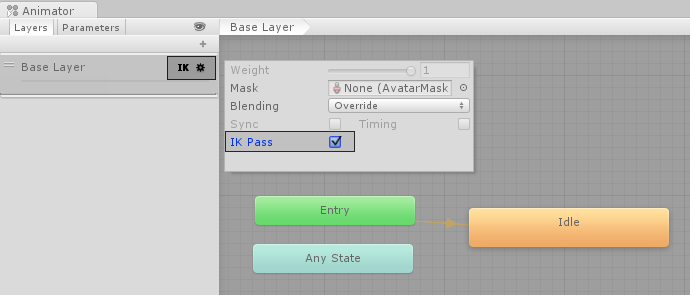 Animator
Layers Parameters
Base Layer
+
Base Layer IK
Weight 1
Mask None (AvatarMask
Blending Override
Sync Timing
IK Pass
Entry
Idle
Any State